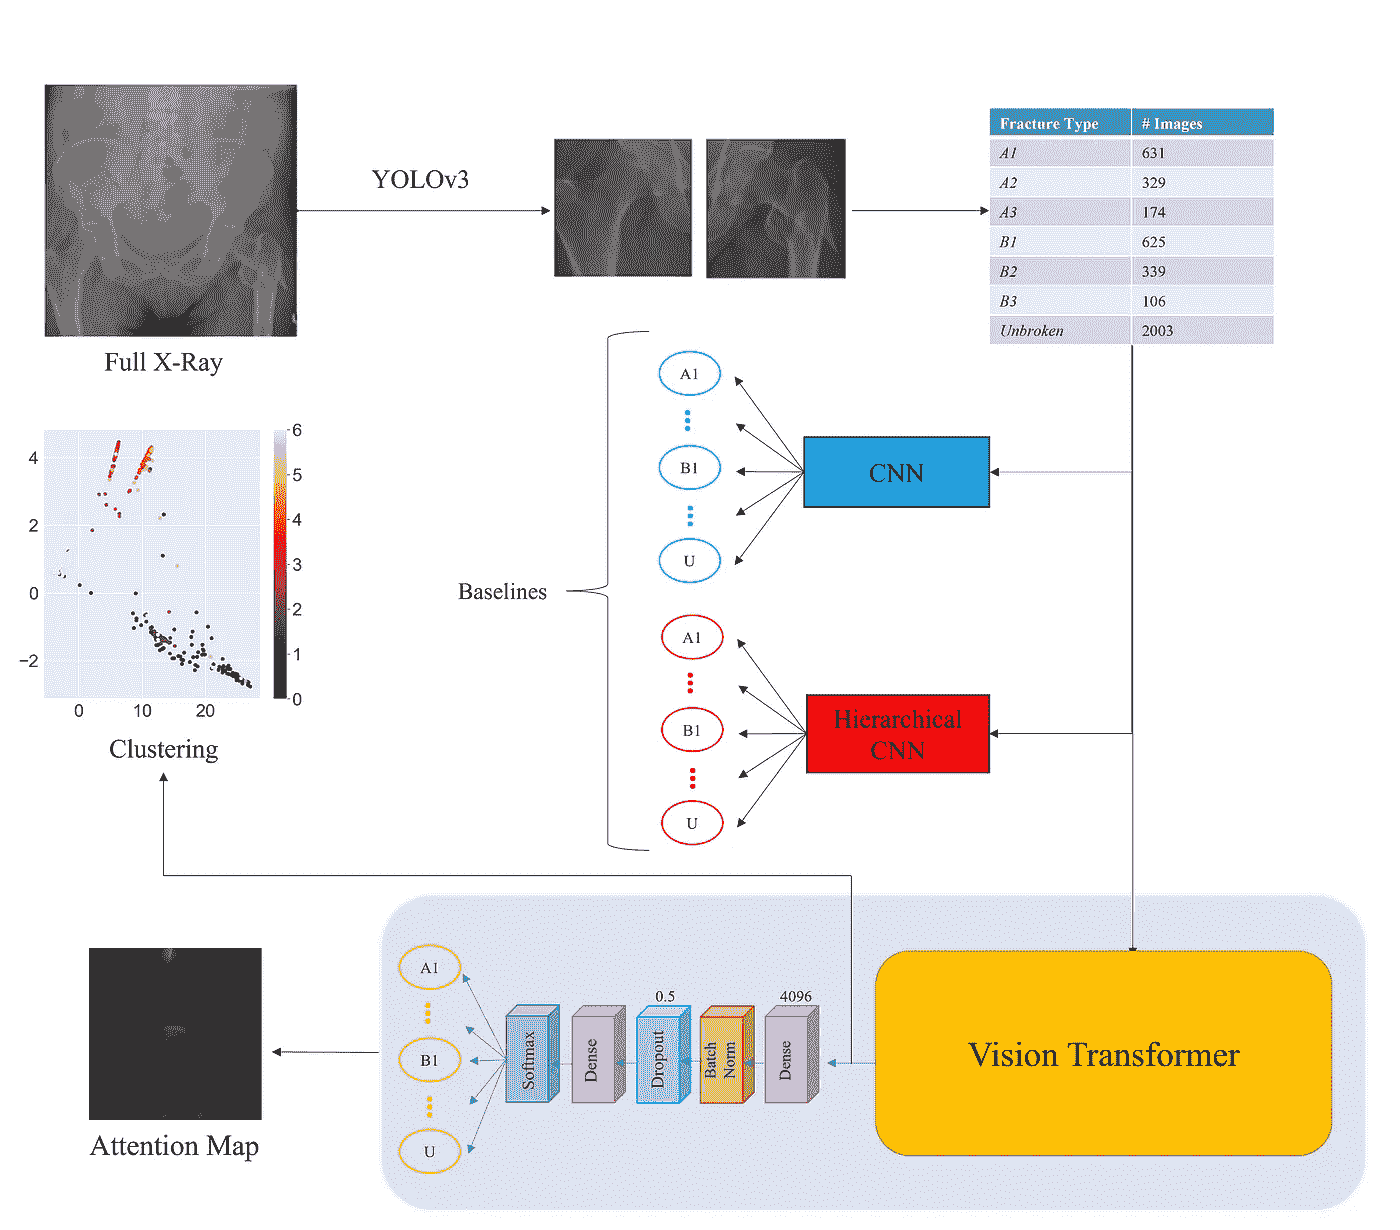 YOLOv3
Full X-Ray
Fracture Type # Images
A1 631
A2 329
A3 174
B1 625
B2 339
B3 106
Unbroken 2003
A1
B1
U
CNN
Baselines
A1
B1
U
Hierarchical
CNN
4
2
0
−2
0 10 20
6
5
4
3
2
1
0
Clustering
Attention Map
A1
B1
U
Softmax
Dense
0.5
Dropout
Batch
Norm.
4096
Dense
Vision Transformer